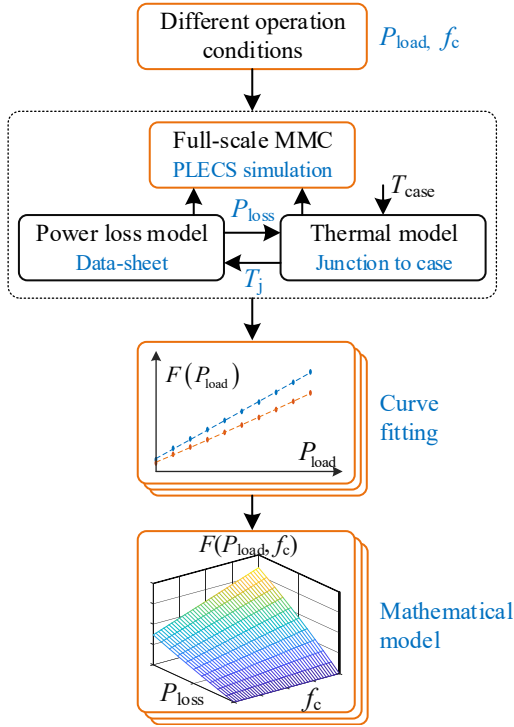 Different operation
conditions
P_load, f_c
Full-scale MMC
PLECS simulation
T_case
P_loss
Power loss model
Data-sheet
Thermal model
Junction to case
T_j
F(P_load)
P_load
Curve
fitting
F(P_load, f_c)
P_loss
f_c
Mathematical
model